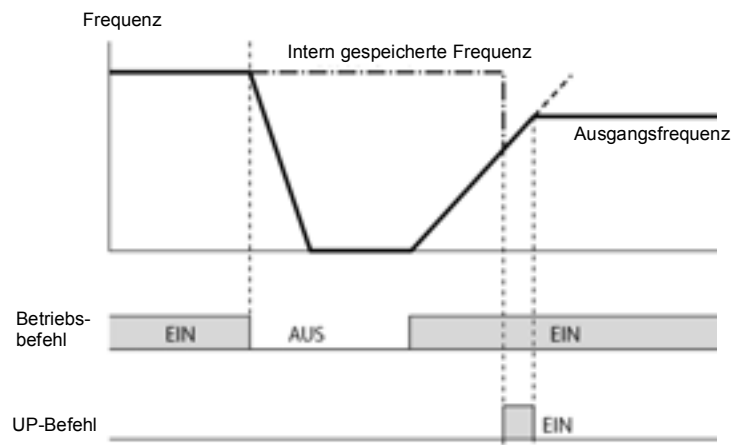 Frequenz
Intern gespeicherte Frequenz
Ausgangsfrequenz
Betriebs-
befehl
EIN
AUS
EIN
UP-Befehl
EIN